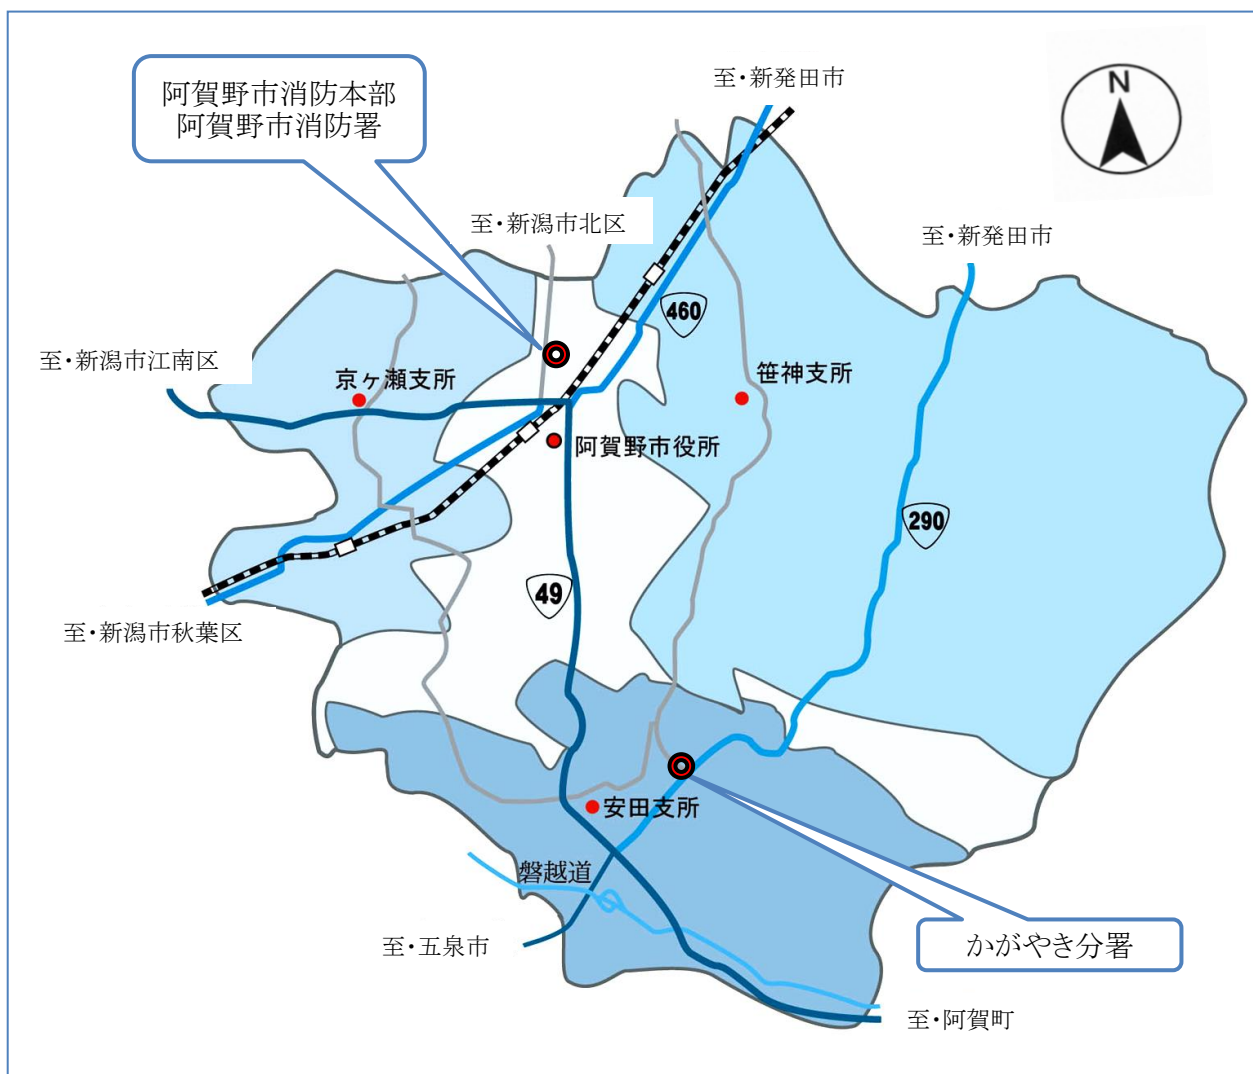 至・新発田市
阿賀野市消防本部
阿賀野市消防署
N
至・新潟市北区
至・新発田市
460
至・新潟市江南区
京ヶ瀬支所
笹神支所
阿賀野市役所
290
49
至・新潟市秋葉区
安田支所
磐越道
至・五泉市
かがやき分署
至・阿賀町